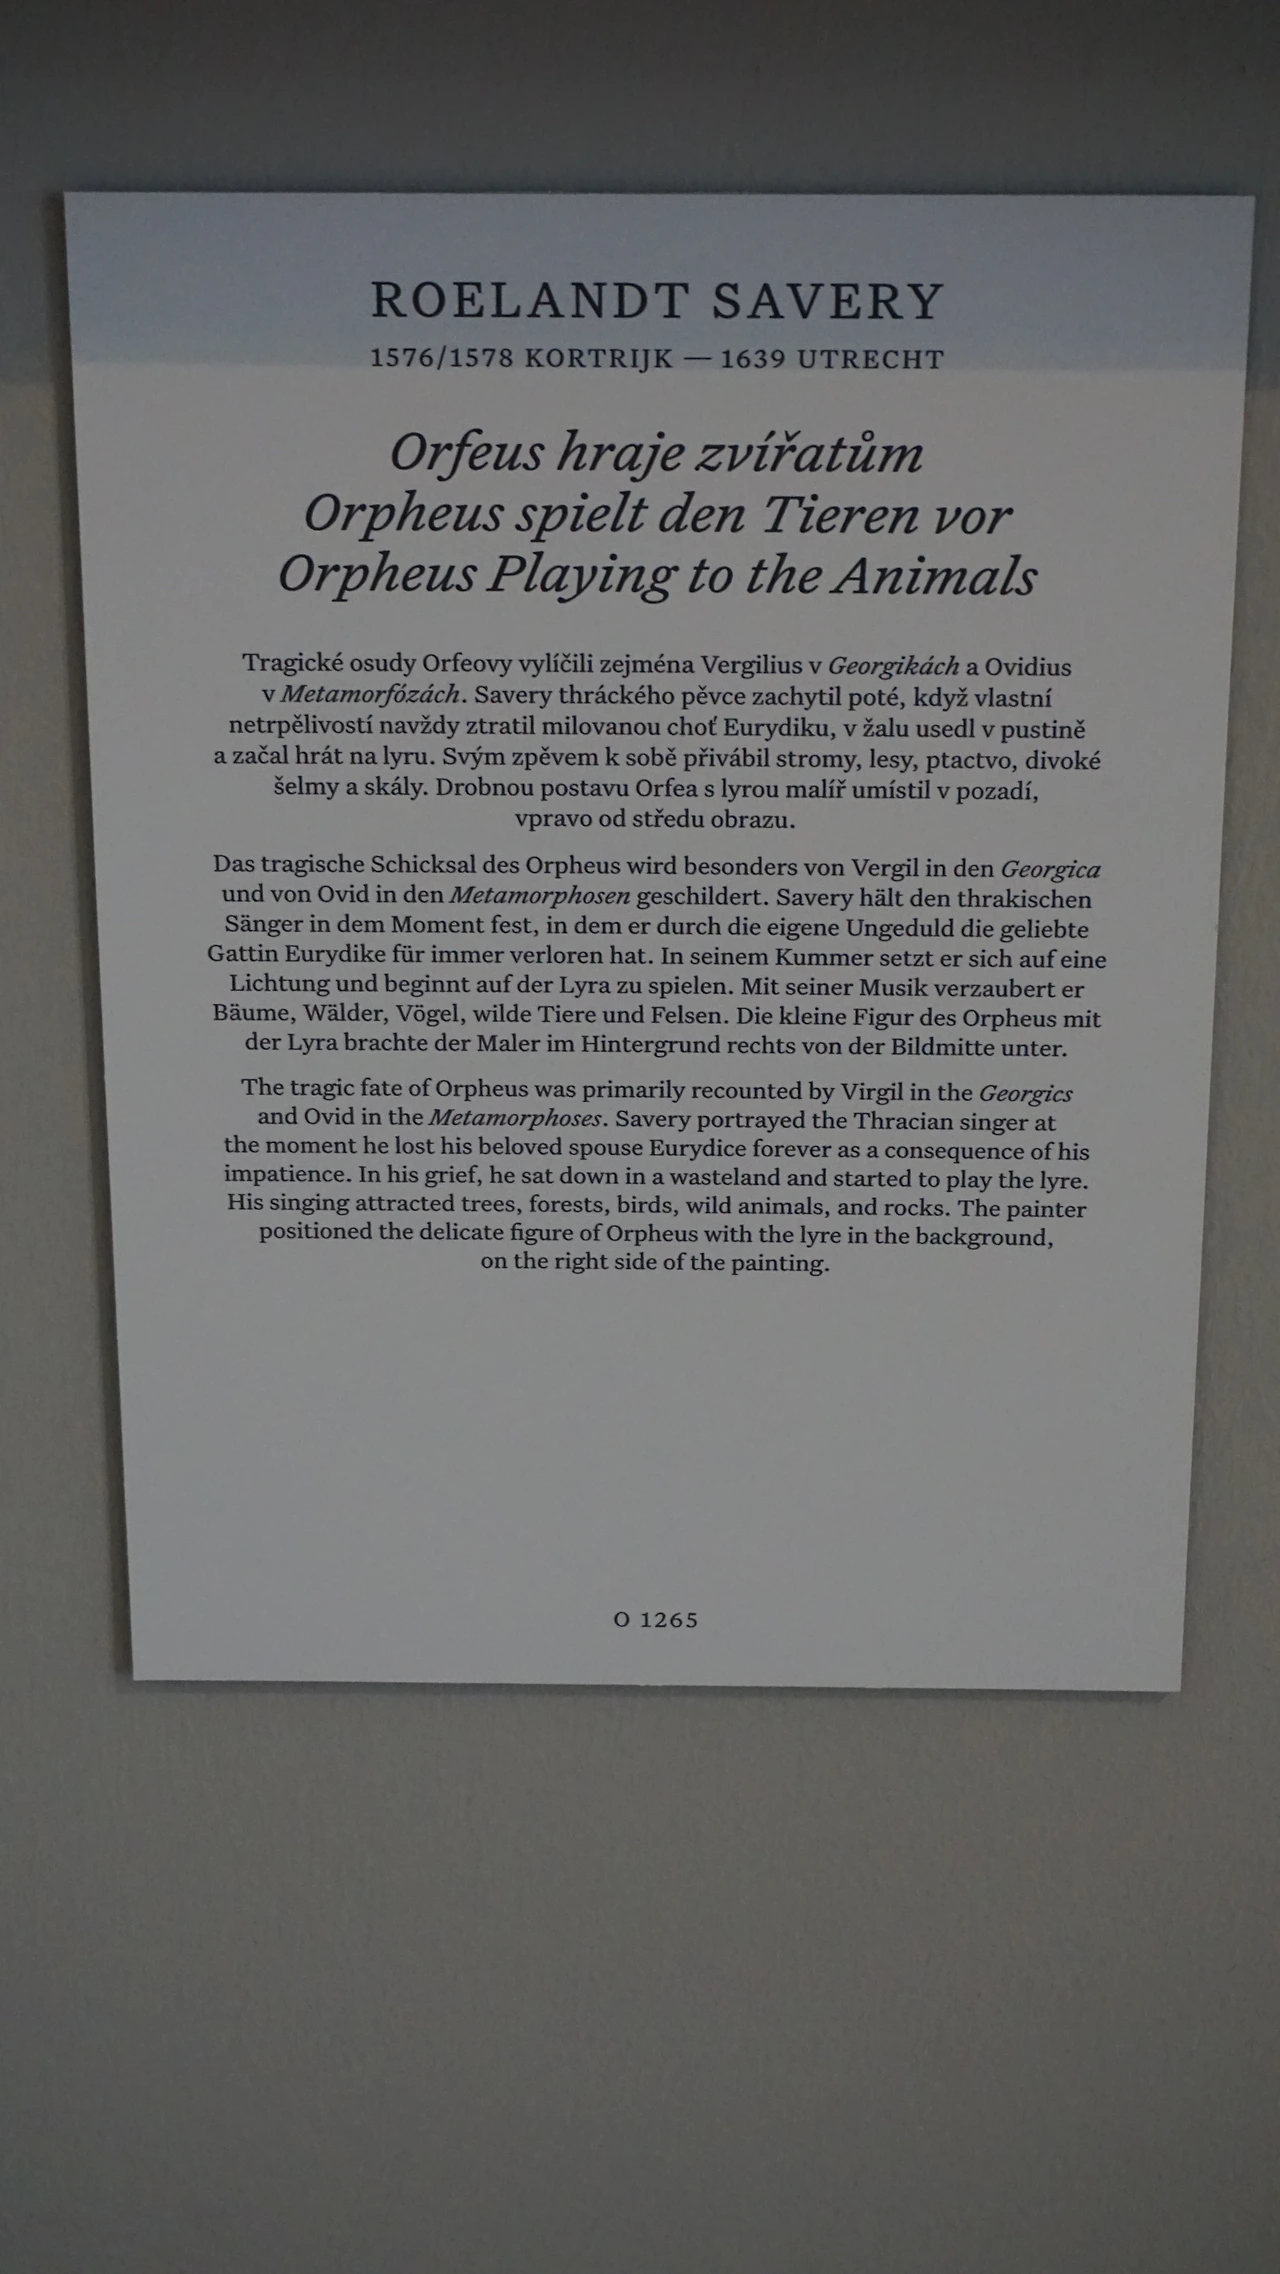 ROELANDT SAVERY
1576/1578 KORTRIJK — 1639 UTRECHT
Orfeus hraje zvířatům
Orpheus spielt den Tieren vor
Orpheus Playing to the Animals
Tragické osudy Orfeovy vylíčili zejména Vergilius v Georgikách a Ovidius
v Metamorfózách. Savery thráckého pěvce zachytil poté, když vlastní
netrpělivostí navždy ztratil milovanou choť Eurydiku, v žalu usedl v pustině
a začal hrát na lyru. Svým zpěvem k sobě přivábil stromy, lesy, ptactvo, divoké
šelmy a skály. Drobnou postavu Orfea s lyrou malíř umístil v pozadí,
vpravo od středu obrazu.
Das tragische Schicksal des Orpheus wird besonders von Vergil in den Georgica
und von Ovid in den Metamorphosen geschildert. Savery hält den thrakischen
Sänger in dem Moment fest, in dem er durch die eigene Ungeduld die geliebte
Gattin Eurydike für immer verloren hat. In seinem Kummer setzt er sich auf eine
Lichtung und beginnt auf der Lyra zu spielen. Mit seiner Musik verzaubert er
Bäume, Wälder, Vögel, wilde Tiere und Felsen. Die kleine Figur des Orpheus mit
der Lyra brachte der Maler im Hintergrund rechts von der Bildmitte unter.
The tragic fate of Orpheus was primarily recounted by Virgil in the Georgics
and Ovid in the Metamorphoses. Savery portrayed the Thracian singer at
the moment he lost his beloved spouse Eurydice forever as a consequence of his
impatience. In his grief, he sat down in a wasteland and started to play the lyre.
His singing attracted trees, forests, birds, wild animals, and rocks. The painter
positioned the delicate figure of Orpheus with the lyre in the background,
on the right side of the painting.
O 1265